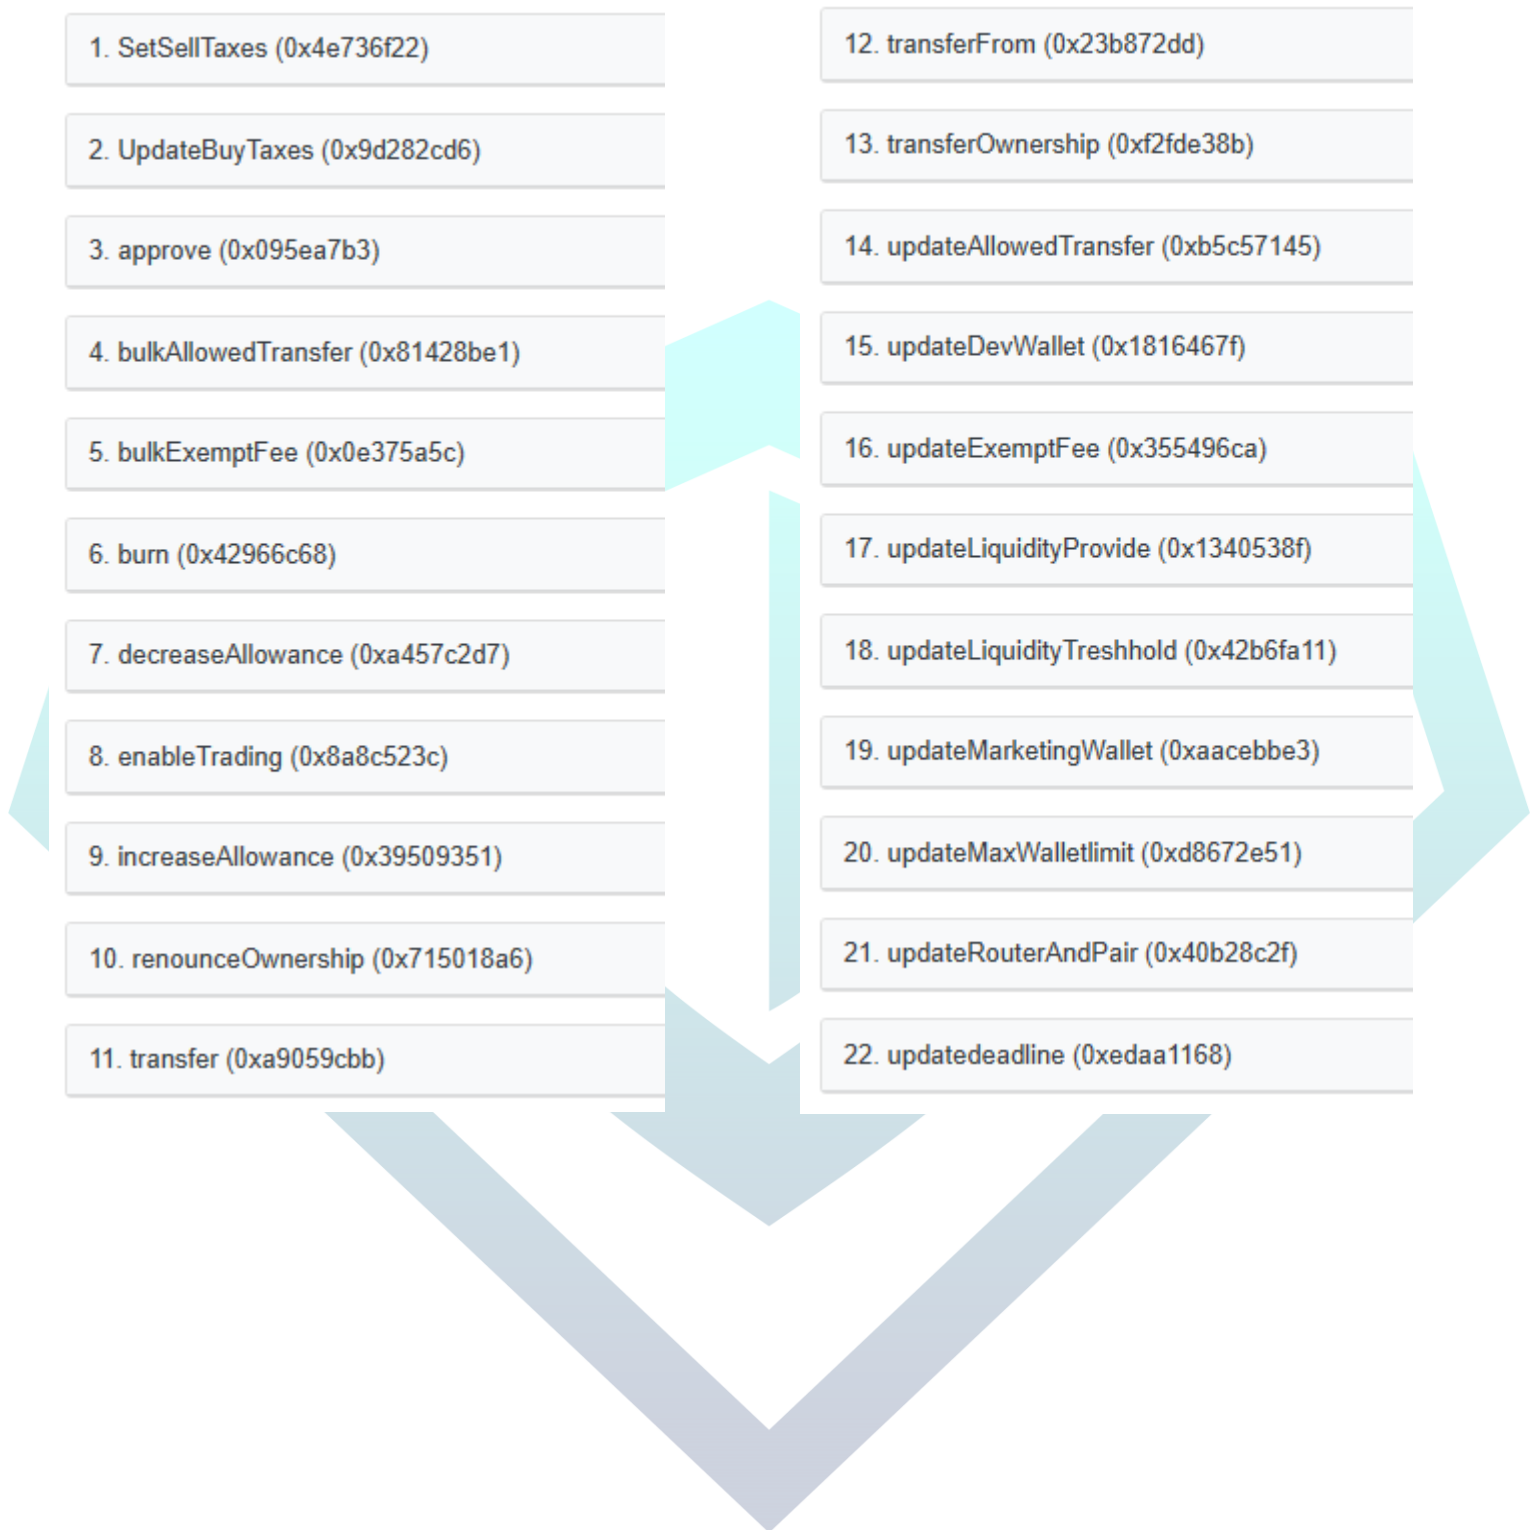 1. SetSellTaxes (0x4e736f22)
2. UpdateBuyTaxes (0x9d282cd6)
3. approve (0x095ea7b3)
4. bulkAllowedTransfer (0x81428be1)
5. bulkExemptFee (0x0e375a5c)
6. burn (0x42966c68)
7. decreaseAllowance (0xa457c2d7)
8. enableTrading (0x8a8c523c)
9. increaseAllowance (0x39509351)
10. renounceOwnership (0x715018a6)
11. transfer (0xa9059cbb)
12. transferFrom (0x23b872dd)
13. transferOwnership (0xf2fde38b)
14. updateAllowedTransfer (0xb5c57145)
15. updateDevWallet (0x1816467f)
16. updateExemptFee (0x355496ca)
17. updateLiquidityProvide (0x1340538f)
18. updateLiquidityTreshhold (0x42b6fa11)
19. updateMarketingWallet (0xaacebbe3)
20. updateMaxWalletlimit (0xd8672e51)
21. updateRouterAndPair (0x40b28c2f)
22. updatedeadline (0xedaa1168)